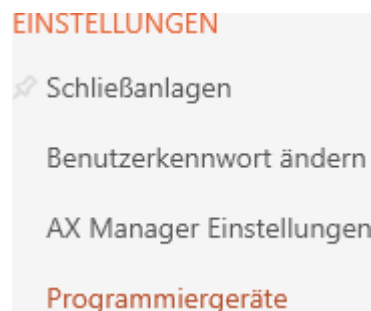 EINSTELLUNGEN
Schließanlagen
Benutzerkennwort ändern
AX Manager Einstellungen
Programmiergeräte